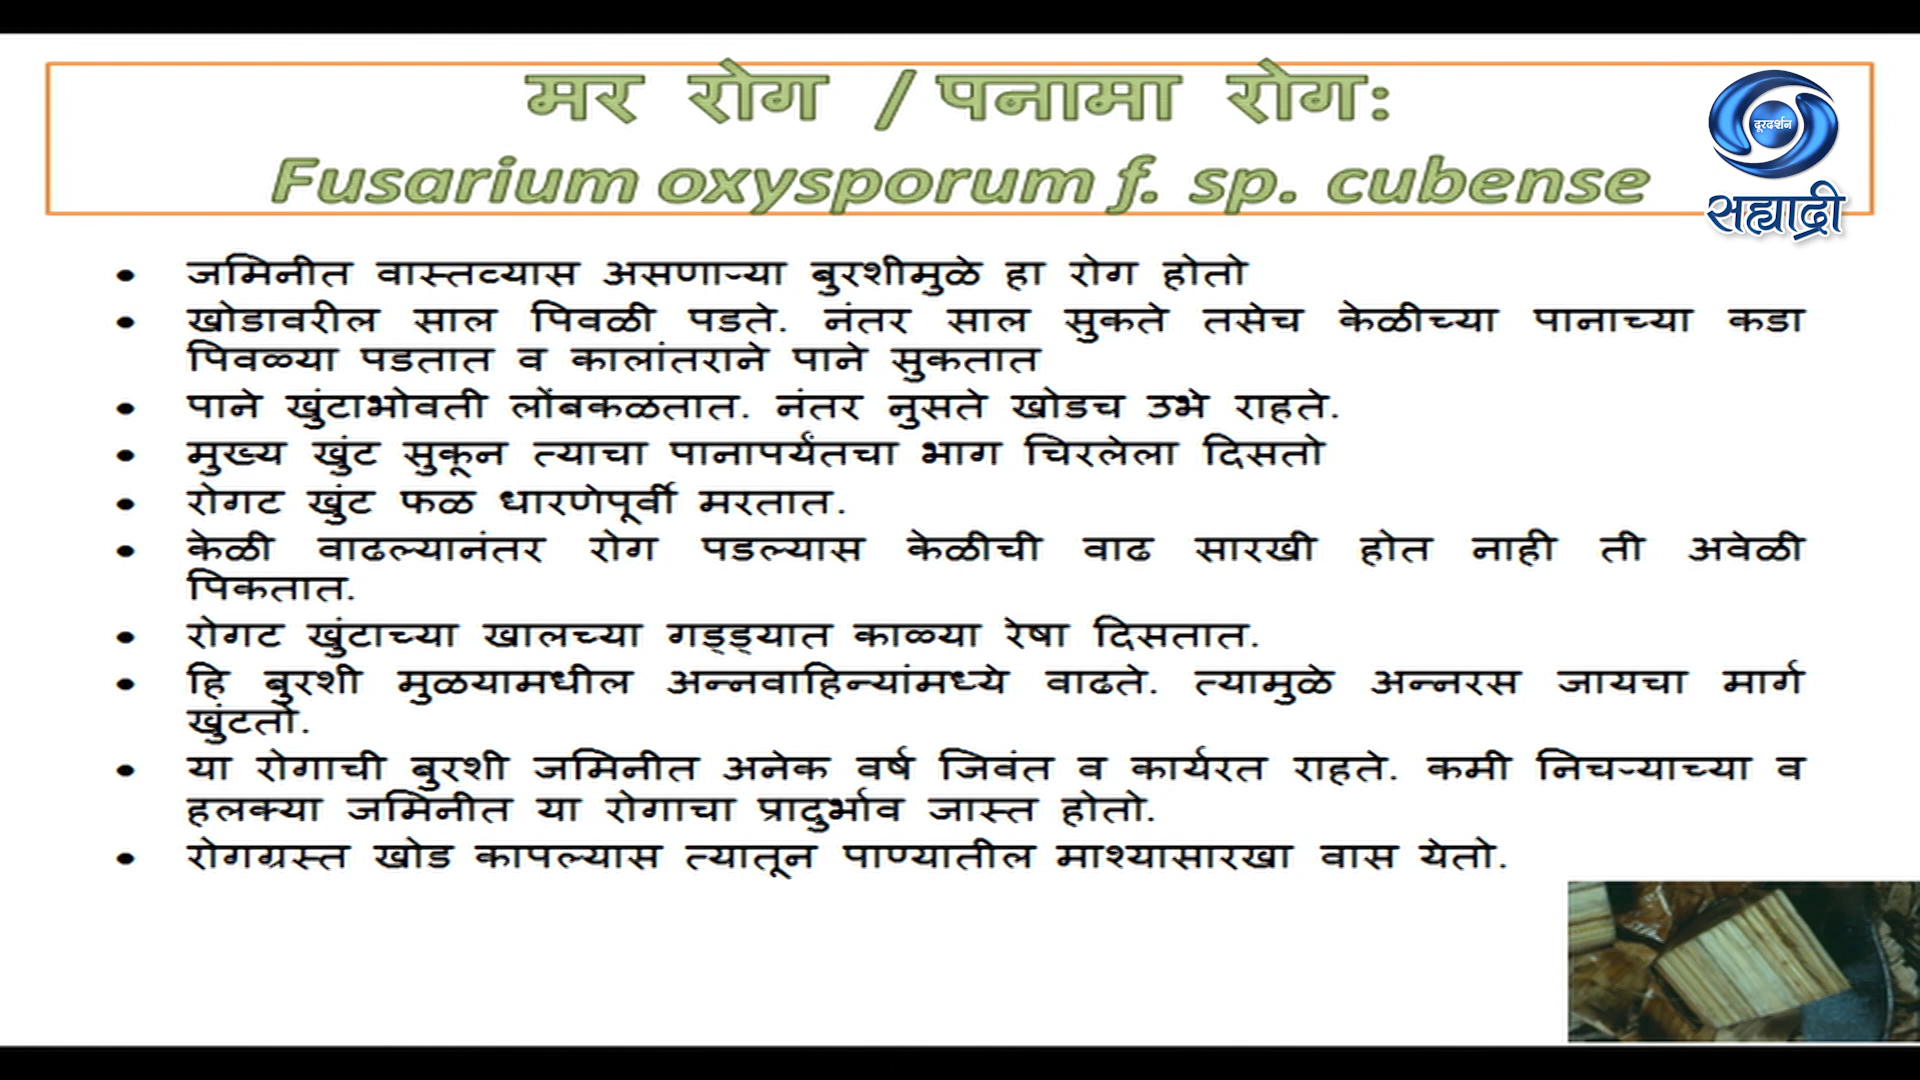 मर रोग / पनामा रोग:
Fusarium oxysporum f. sp. cubense
दूरदर्शन
सह्याद्री
• जमिनीत वास्तव्यास असणाऱ्या बुरशीमुळे हा रोग होतो
• खोडावरील साल पिवळी पडते. नंतर साल सुकते तसेच केळीच्या पानाच्या कडा
पिवळ्या पडतात व कालांतराने पाने सुकतात
• पाने खुंटाभोवती लोंबकळतात. नंतर नुसते खोडच उभे राहते.
• मुख्य खुंट सुकून त्याचा पानापर्यंतचा भाग चिरलेला दिसतो
• रोगट खुंट फळ धारणेपूर्वी मरतात.
• केळी वाढल्यानंतर रोग पडल्यास केळीची वाढ सारखी होत नाही ती अवेळी
पिकतात.
• रोगट खुंटाच्या खालच्या गड्ड्यात काळ्या रेषा दिसतात.
• हि बुरशी मुळयामधील अन्नवाहिन्यांमध्ये वाढते. त्यामुळे अन्नरस जायचा मार्ग
खुंटतो.
• या रोगाची बुरशी जमिनीत अनेक वर्ष जिवंत व कार्यरत राहते. कमी निचऱ्याच्या व
हलक्या जमिनीत या रोगाचा प्रादुर्भाव जास्त होतो.
• रोगग्रस्त खोड कापल्यास त्यातून पाण्यातील माश्यासारखा वास येतो.